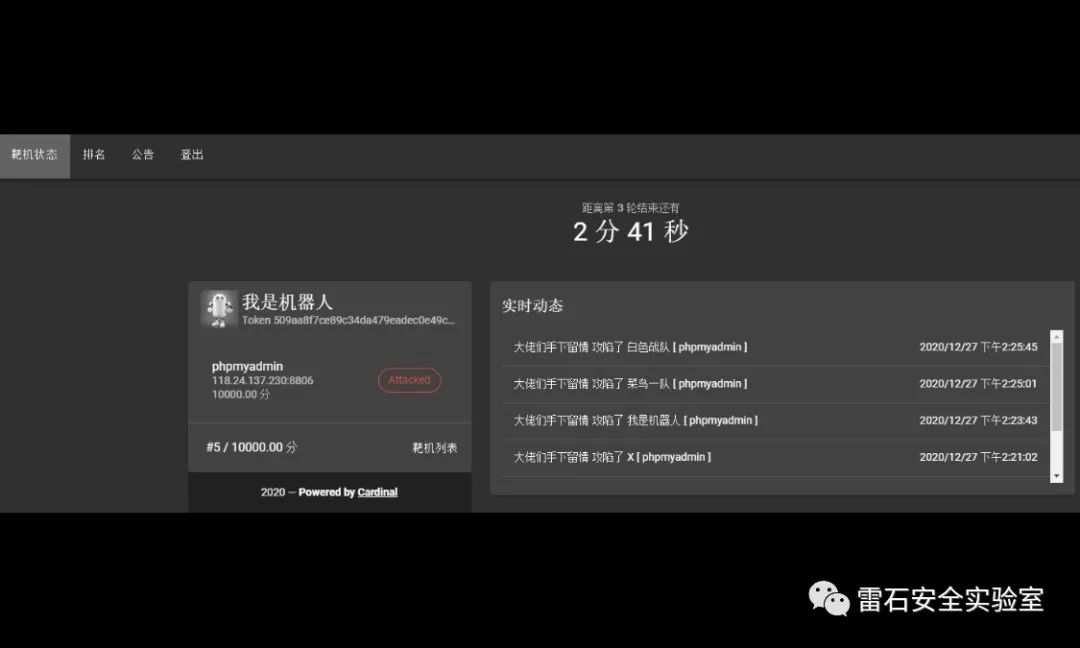 靶机状态 排名 公告 登出
距离第 3 轮结束还有
2 分 41 秒
我是机器人
Token 509aa8f7ce89c34da479eadec0e49c...
phpmyadmin
118.24.137.230:8806
10000.00 分
Attacked
#5 / 10000.00 分 靶机列表
2020 — Powered by Cardinal
实时动态
大佬们手下留情 攻陷了 白色战队 [ phpmyadmin ] 2020/12/27 下午2:25:45
大佬们手下留情 攻陷了 菜鸟一队 [ phpmyadmin ] 2020/12/27 下午2:25:01
大佬们手下留情 攻陷了 我是机器人 [ phpmyadmin ] 2020/12/27 下午2:23:43
大佬们手下留情 攻陷了 X [ phpmyadmin ] 2020/12/27 下午2:21:02
雷石安全实验室